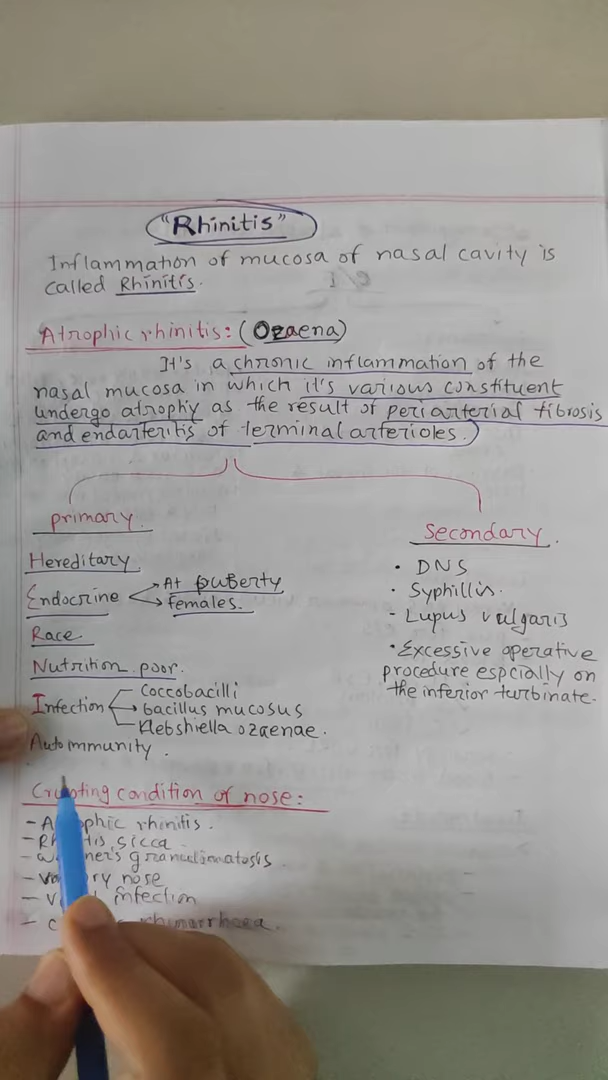 "Rhinitis"
Inflammation of mucosa of nasal cavity is
called Rhinitis.
Atrophic rhinitis: (Ozaena)
It's a chronic inflammation of the
nasal mucosa in which it's various constituent
undergo atrophy as the result of periarterial fibrosis
and endarteritis of terminal arterioles.)
primary.
Secondary.
Hereditary
Endocrine
At puberty
females.
Race
Nutrition poor.
Infection
Coccobacilli
bacillus mucosus
Klebshiella ozaenae.
Autoimmunity.
• DNS
• Syphillis.
- Lupus vulgaris
• Excessive operative
procedure espcially on
the inferior turbinate.
condition of nose:
rhinitis.
sicca.
granulimatosis.
nose
infection